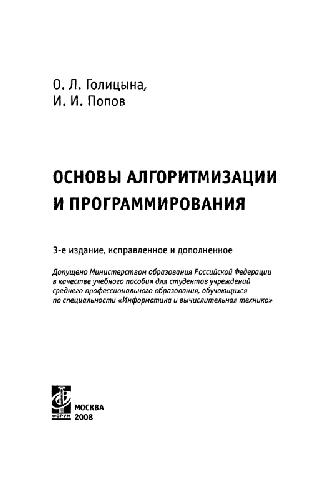 О. Л. Голицына,
И. И. Попов
ОСНОВЫ АЛГОРИТМИЗАЦИИ
И ПРОГРАММИРОВАНИЯ
3-е издание, исправленное и дополненное
Допущено Министерством образования Российской Федерации
в качестве учебного пособия для студентов учреждений
среднего профессионального образования, обучающихся
по специальности «Информатика и вычислительная техника»
ФОРУМ
МОСКВА
2008